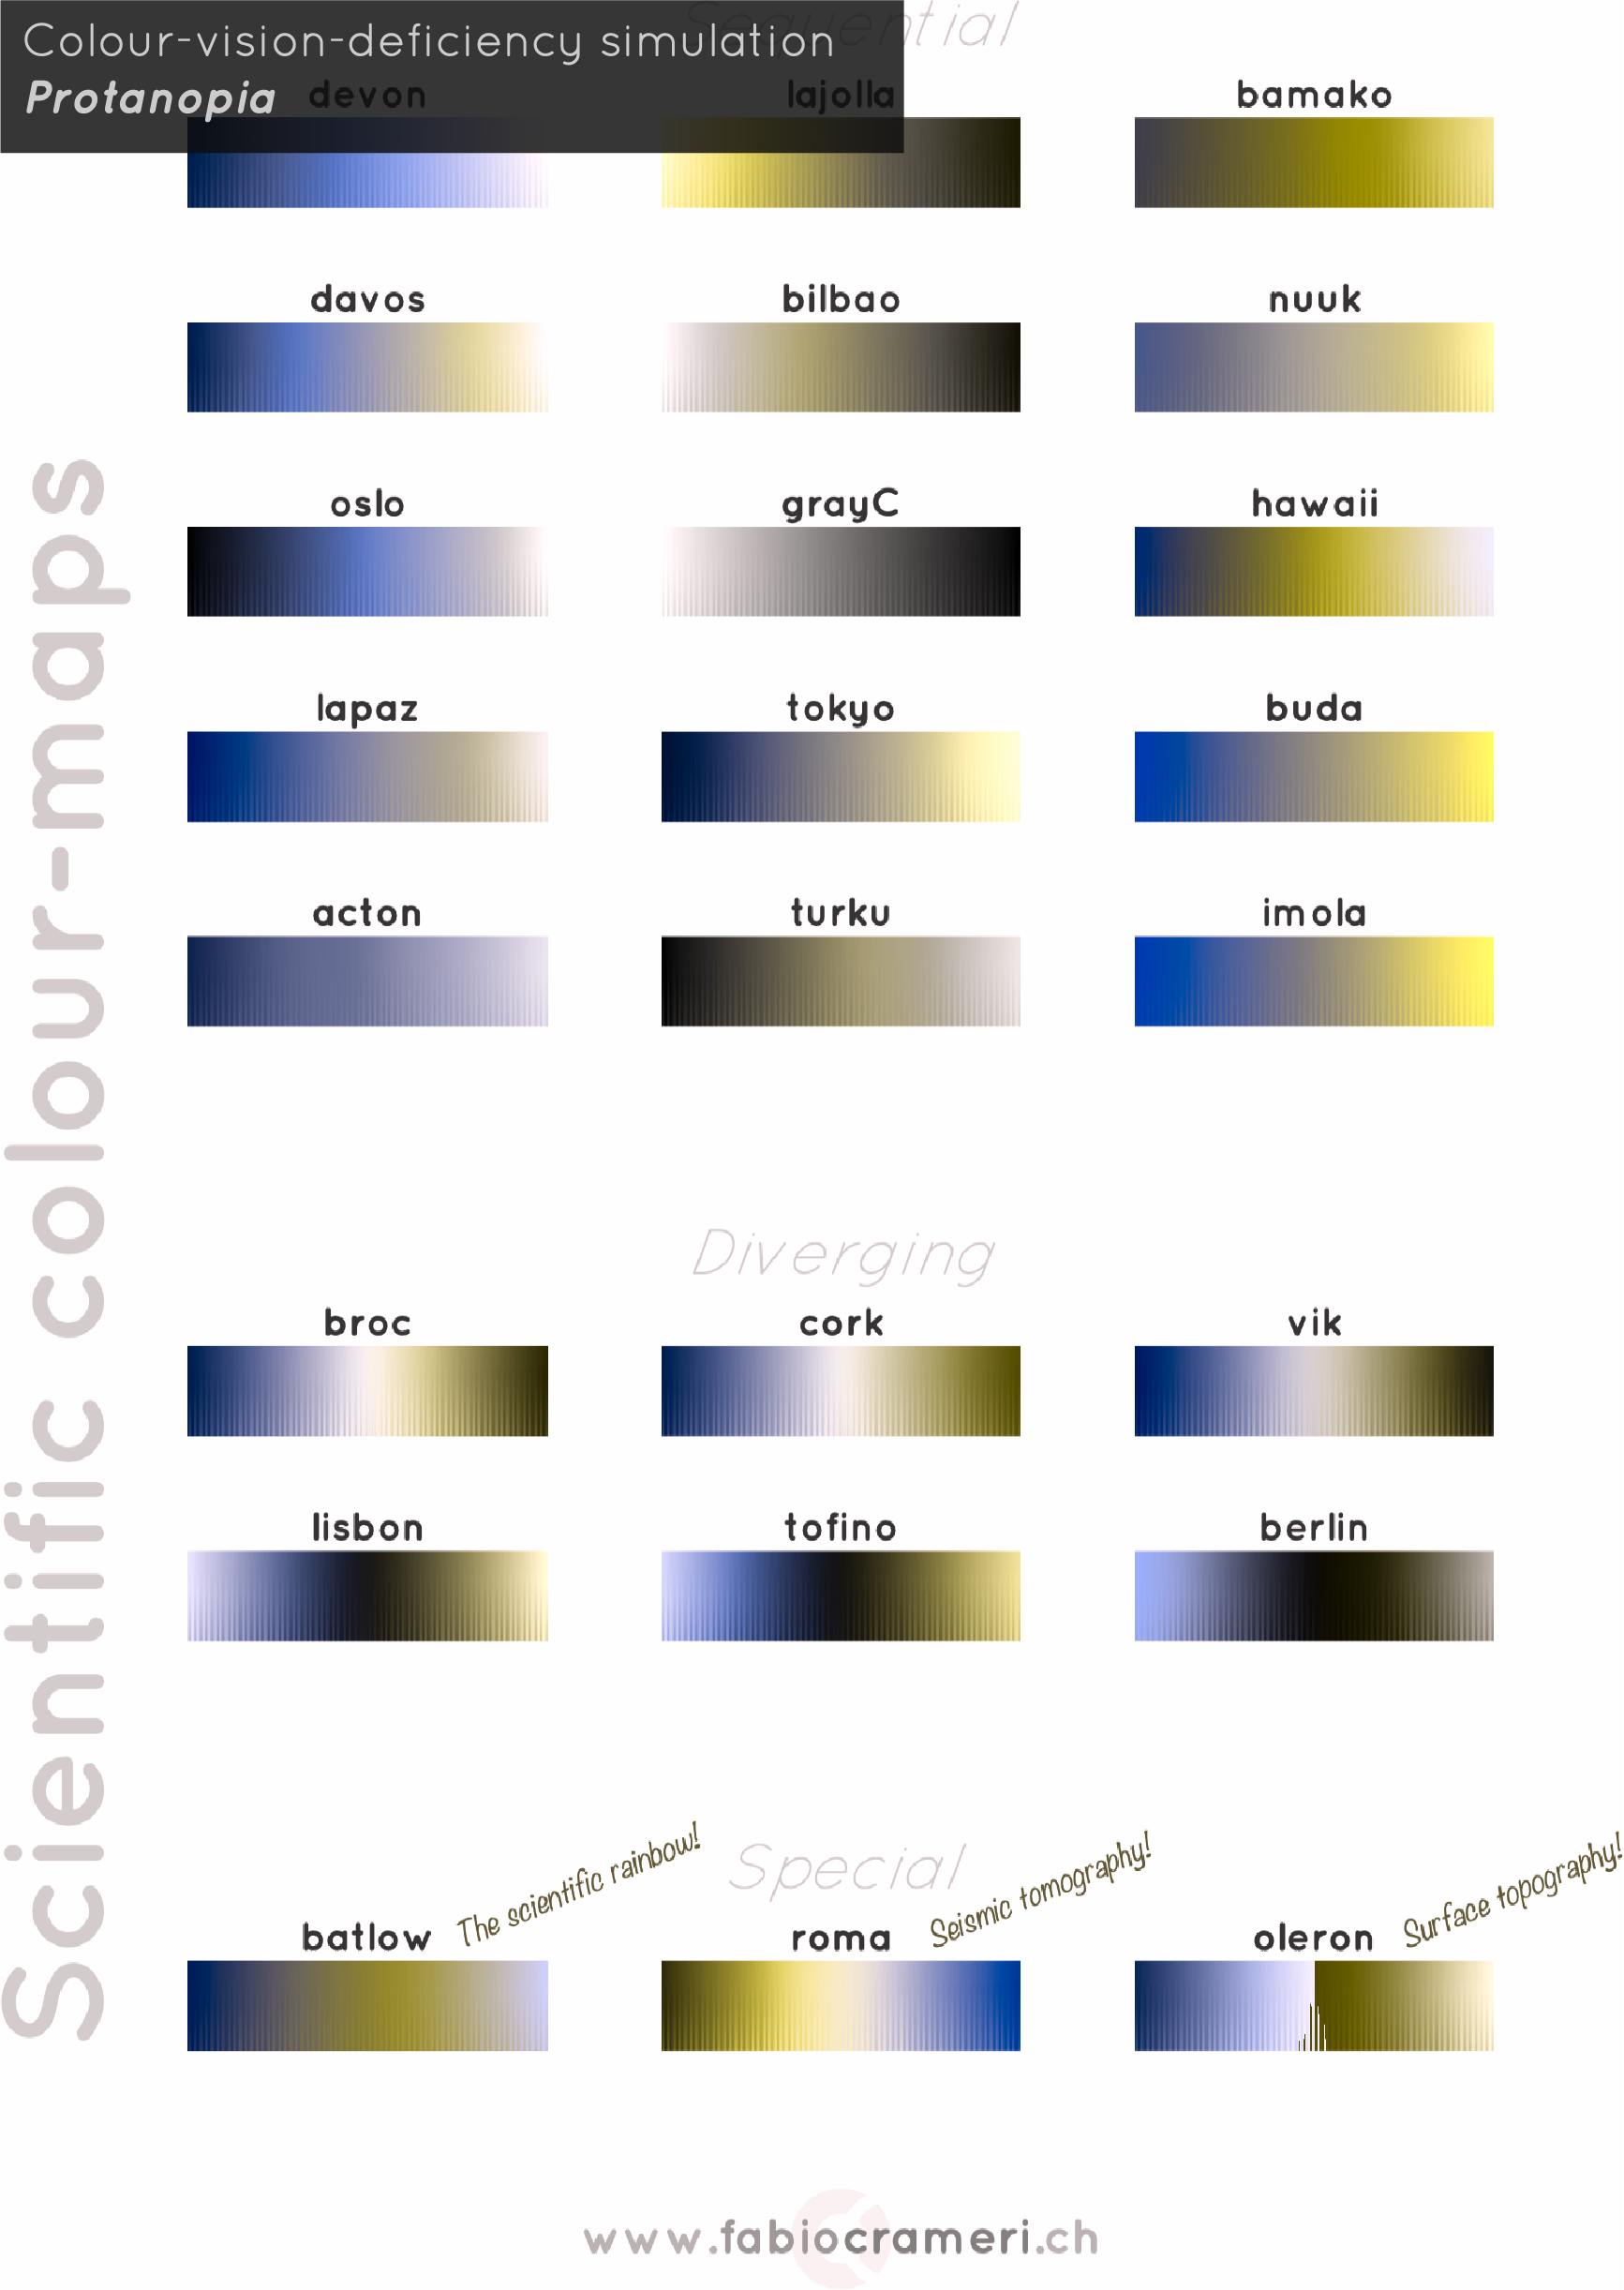 Sequential
Colour-vision-deficiency simulation
Protanopia
devon
lajolla
bamako
davos
bilbao
nuuk
oslo
grayC
hawaii
lapaz
tokyo
buda
acton
turku
imola
Scientific colour-maps
Diverging
broc
cork
vik
lisbon
tofino
berlin
Special
batlow
The scientific rainbow!
roma
Seismic tomography!
oleron
Surface topography!
www.fabiocrameri.ch